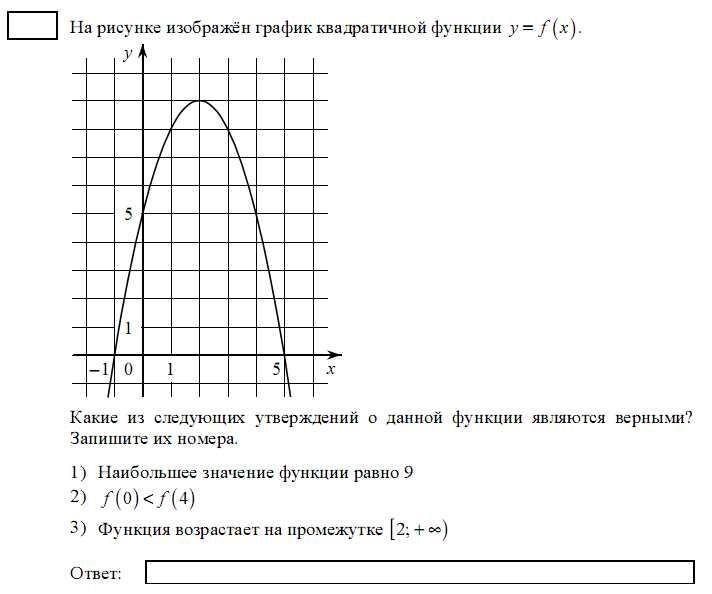 На рисунке изображён график квадратичной функции y = f(x).
y
5
1
−1 0 1 5 x
Какие из следующих утверждений о данной функции являются верными?
Запишите их номера.
1) Наибольшее значение функции равно 9
2) f(0) < f(4)
3) Функция возрастает на промежутке [2; +∞)
Ответ: